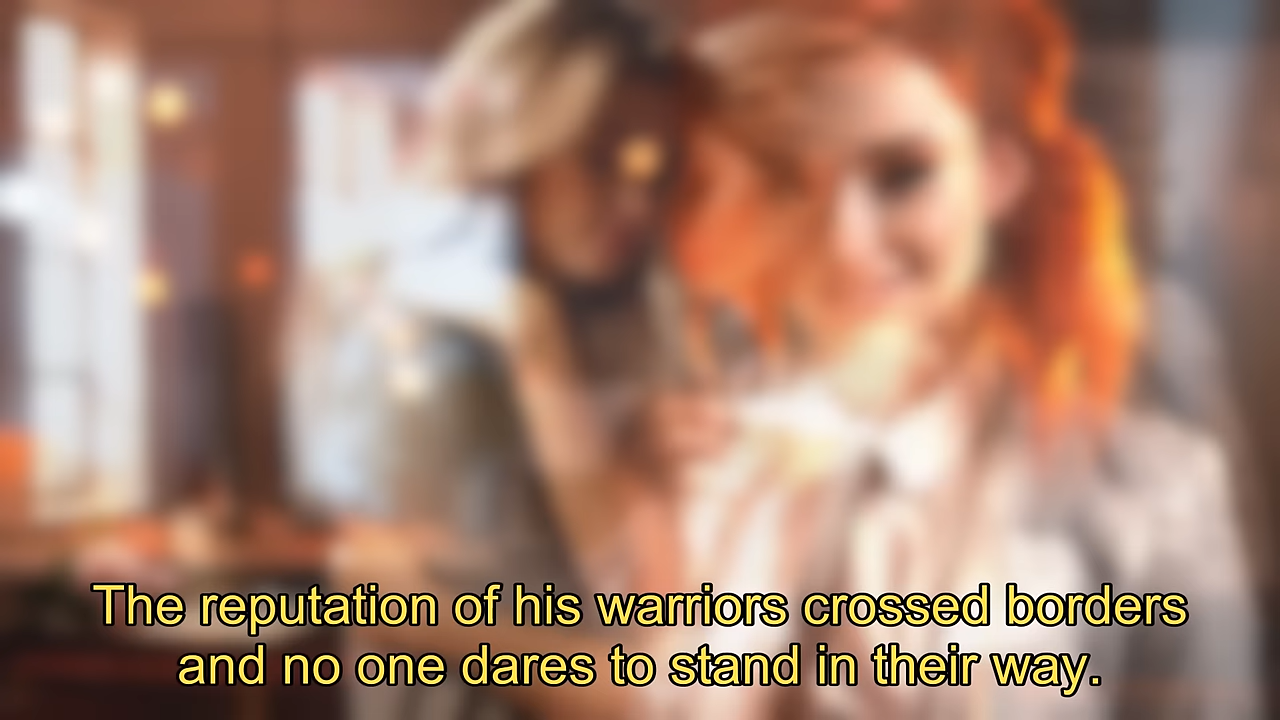 The reputation of his warriors crossed borders
and no one dares to stand in their way.